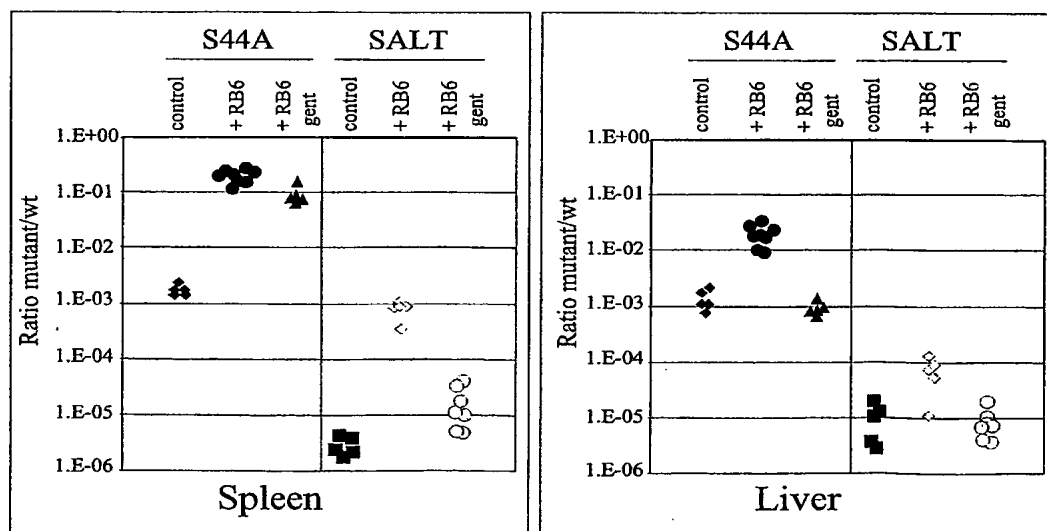 S44A SALT
control + RB6 + RB6 gent control + RB6 + RB6 gent
1.E+00
1.E-01
1.E-02
1.E-03
1.E-04
1.E-05
1.E-06
Ratio mutant/wt
Spleen
S44A SALT
control + RB6 + RB6 gent control + RB6 + RB6 gent
1.E+00
1.E-01
1.E-02
1.E-03
1.E-04
1.E-05
1.E-06
Ratio mutant/wt
Liver